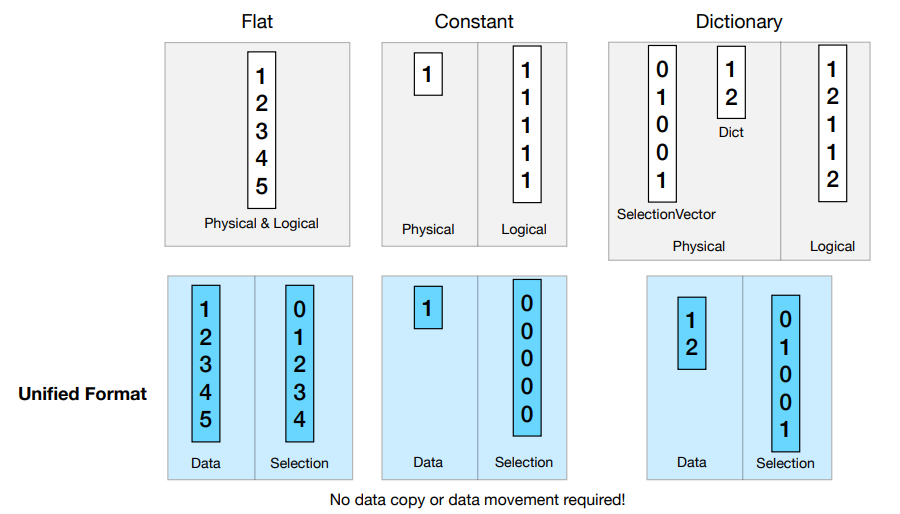 Flat
Constant
Dictionary
1
2
3
4
5
Physical & Logical
1
Physical
1
1
1
1
1
Logical
0
1
0
0
1
SelectionVector
1
2
Dict
Physical
1
2
1
1
2
Logical
Unified Format
1
2
3
4
5
Data
0
1
2
3
4
Selection
1
Data
0
0
0
0
0
Selection
1
2
Data
0
1
0
0
1
Selection
No data copy or data movement required!